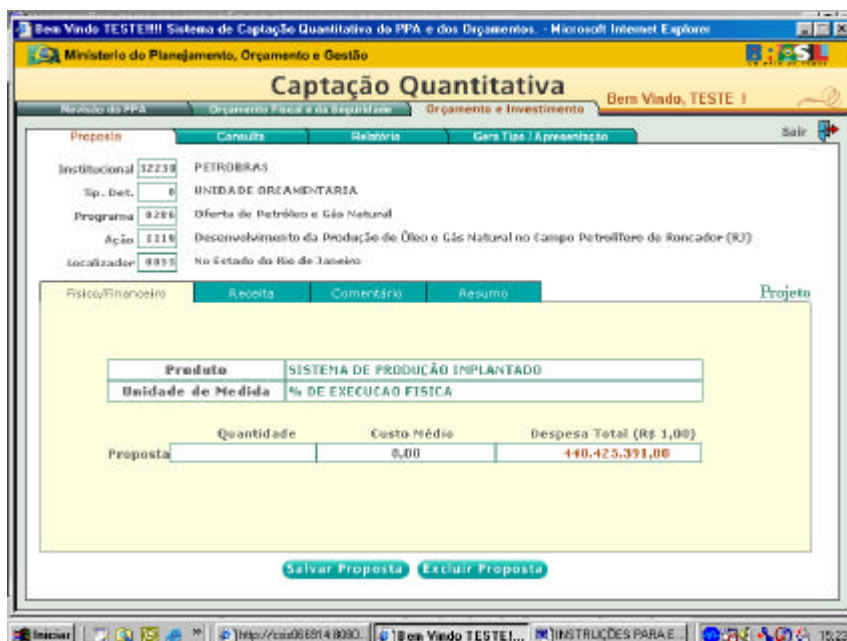 Bem Vindo TESTE!!!! Sistema de Captação Quantitativa do PPA e dos Orçamentos. - Microsoft Internet Explorer
Ministerio do Planejamento, Orçamento e Gestão
BRASIL
Captação Quantitativa
Bem Vindo, TESTE !
Revisão do PPA Orçamento Fiscal e da Seguridade Orçamento e Investimento
Proposta Consulta Relatório Gera Tipo / Apresentação Sair
Institucional 32230 PETROBRAS
Tip. Det. 0 UNIDADE ORCAMENTARIA
Programa 0286 Oferta de Petróleo e Gás Natural
Ação Desenvolvimento da Produção de Óleo e Gás Natural no Campo Petrolífero de Roncador (RJ)
Localizador No Estado do Rio de Janeiro
Físico/Financeiro Receita Comentário Resumo Projeto
Produto SISTEMA DE PRODUÇÃO IMPLANTADO
Unidade de Medida % DE EXECUCAO FISICA
Quantidade Custo Médio Despesa Total (R$ 1,00)
Proposta 0,00 440.425.391,00
Salvar Proposta Excluir Proposta
Iniciar Bem Vindo TESTE!... INSTRUÇÕES PARA E...